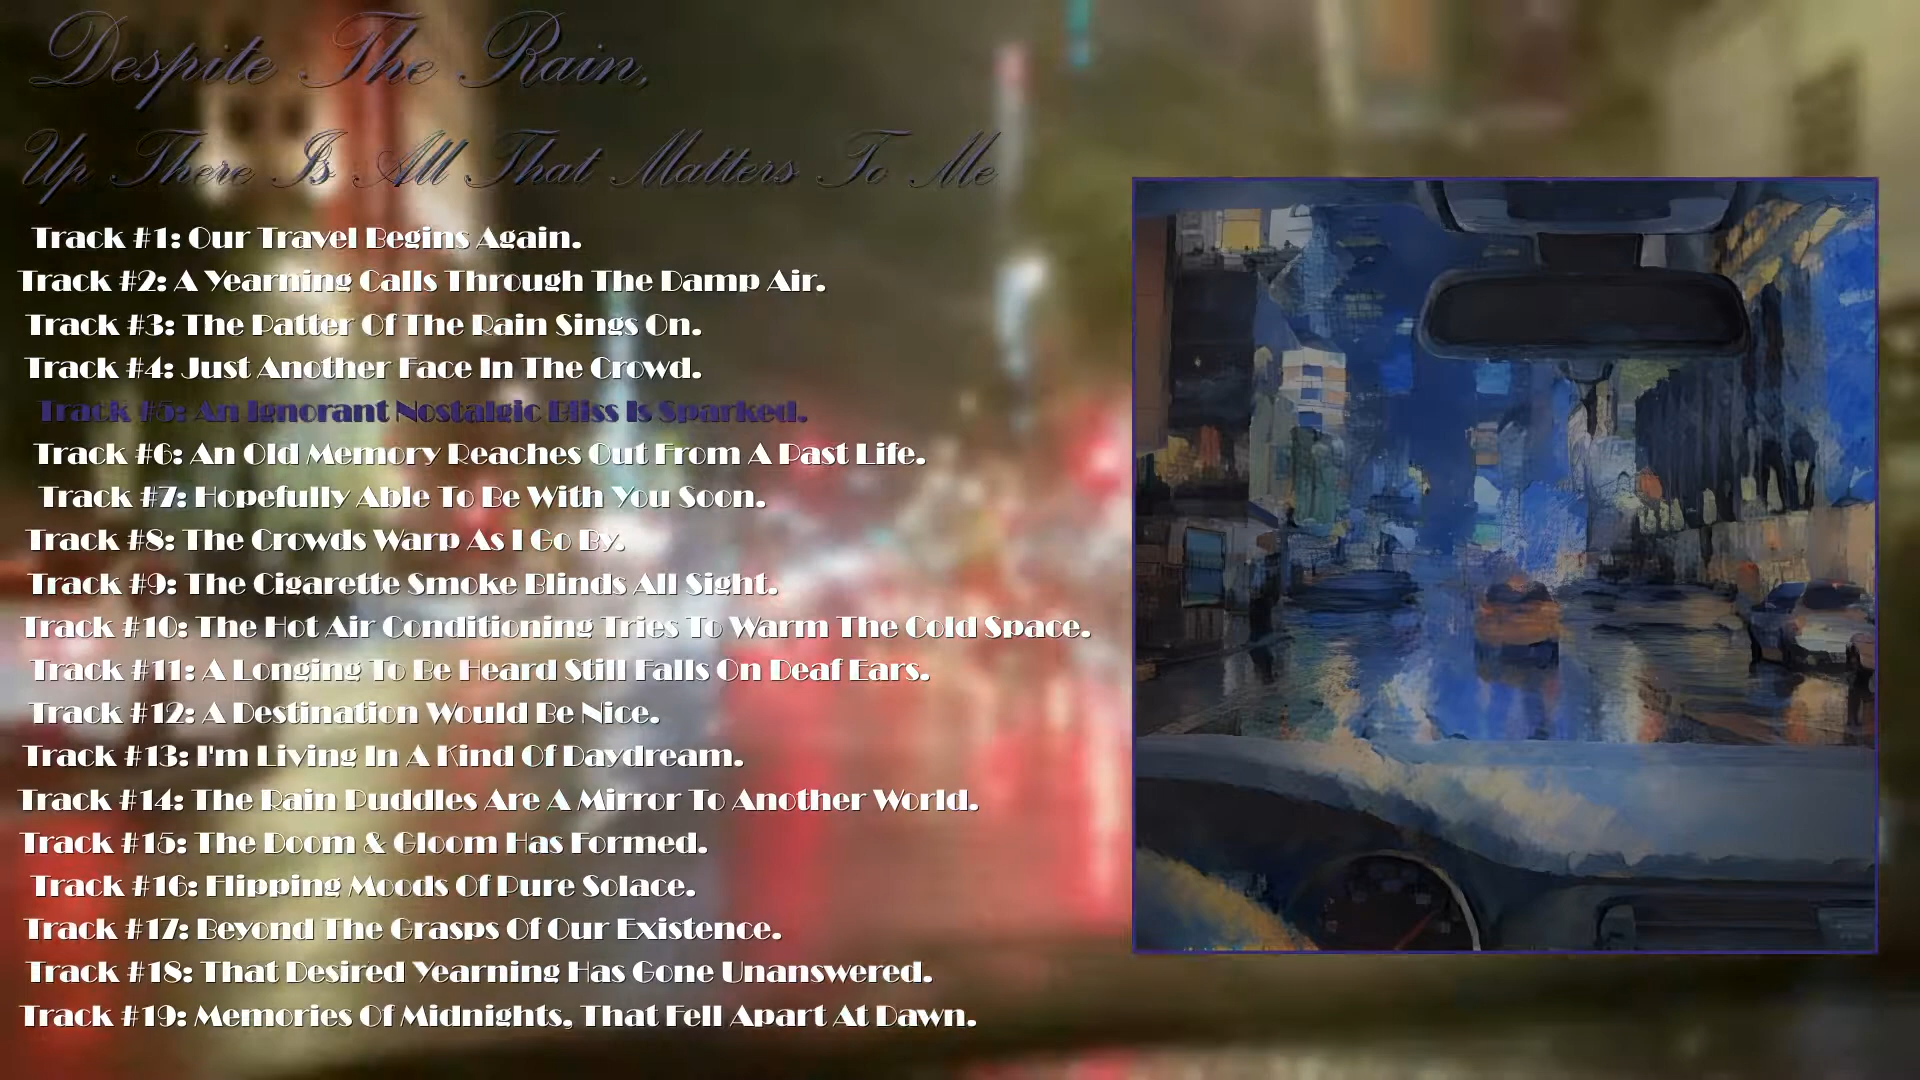 Despite The Rain,
Up There Is All That Matters To Me
Track #1: Our Travel Begins Again.
Track #2: A Yearning Calls Through The Damp Air.
Track #3: The Patter Of The Rain Sings On.
Track #4: Just Another Face In The Crowd.
Track #5: An Ignorant Nostalgic Bliss Is Sparked.
Track #6: An Old Memory Reaches Out From A Past Life.
Track #7: Hopefully Able To Be With You Soon.
Track #8: The Crowds Warp As I Go By.
Track #9: The Cigarette Smoke Blinds All Sight.
Track #10: The Hot Air Conditioning Tries To Warm The Cold Space.
Track #11: A Longing To Be Heard Still Falls On Deaf Ears.
Track #12: A Destination Would Be Nice.
Track #13: I'm Living In A Kind Of Daydream.
Track #14: The Rain Puddles Are A Mirror To Another World.
Track #15: The Doom & Gloom Has Formed.
Track #16: Flipping Moods Of Pure Solace.
Track #17: Beyond The Grasps Of Our Existence.
Track #18: That Desired Yearning Has Gone Unanswered.
Track #19: Memories Of Midnights, That Fell Apart At Dawn.